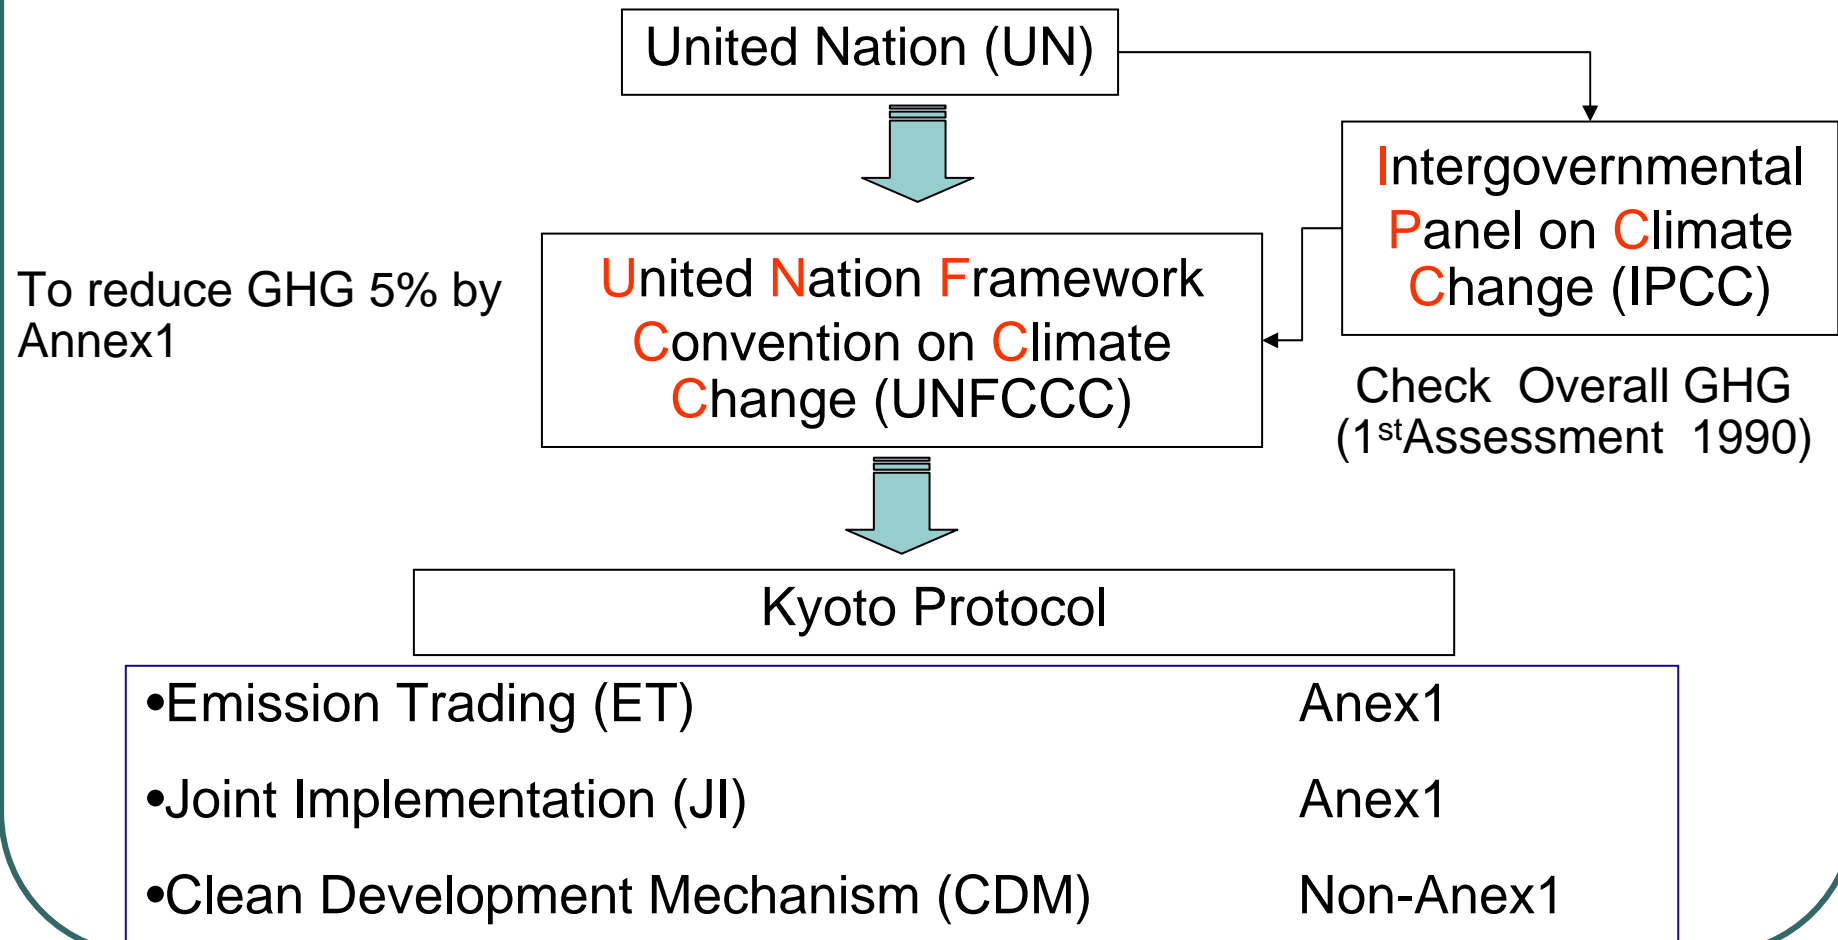 United Nation (UN)
Intergovernmental
Panel on Climate
Change (IPCC)
To reduce GHG 5% by
Annex1
United Nation Framework
Convention on Climate
Change (UNFCCC)
Check Overall GHG
(1stAssessment 1990)
Kyoto Protocol
•Emission Trading (ET) Anex1
•Joint Implementation (JI) Anex1
•Clean Development Mechanism (CDM) Non-Anex1